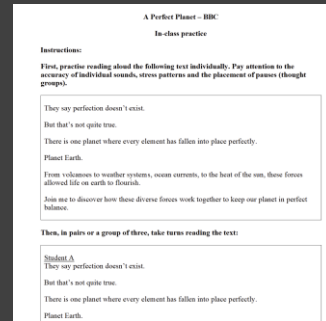 A Perfect Planet – BBC
In-class practice
Instructions:
First, practise reading aloud the following text individually. Pay attention to the
accuracy of individual sounds, stress patterns and the placement of pauses (thought
groups).
They say perfection doesn't exist.
But that's not quite true.
There is one planet where every element has fallen into place perfectly.
Planet Earth.
From volcanoes to weather systems, ocean currents, to the heat of the sun, these forces
allowed life on earth to flourish.
Join me to discover how these diverse forces work together to keep our planet in perfect
balance.
Then, in pairs or a group of three, take turns reading the text:
Student A
They say perfection doesn't exist.
But that's not quite true.
There is one planet where every element has fallen into place perfectly.
Planet Earth.